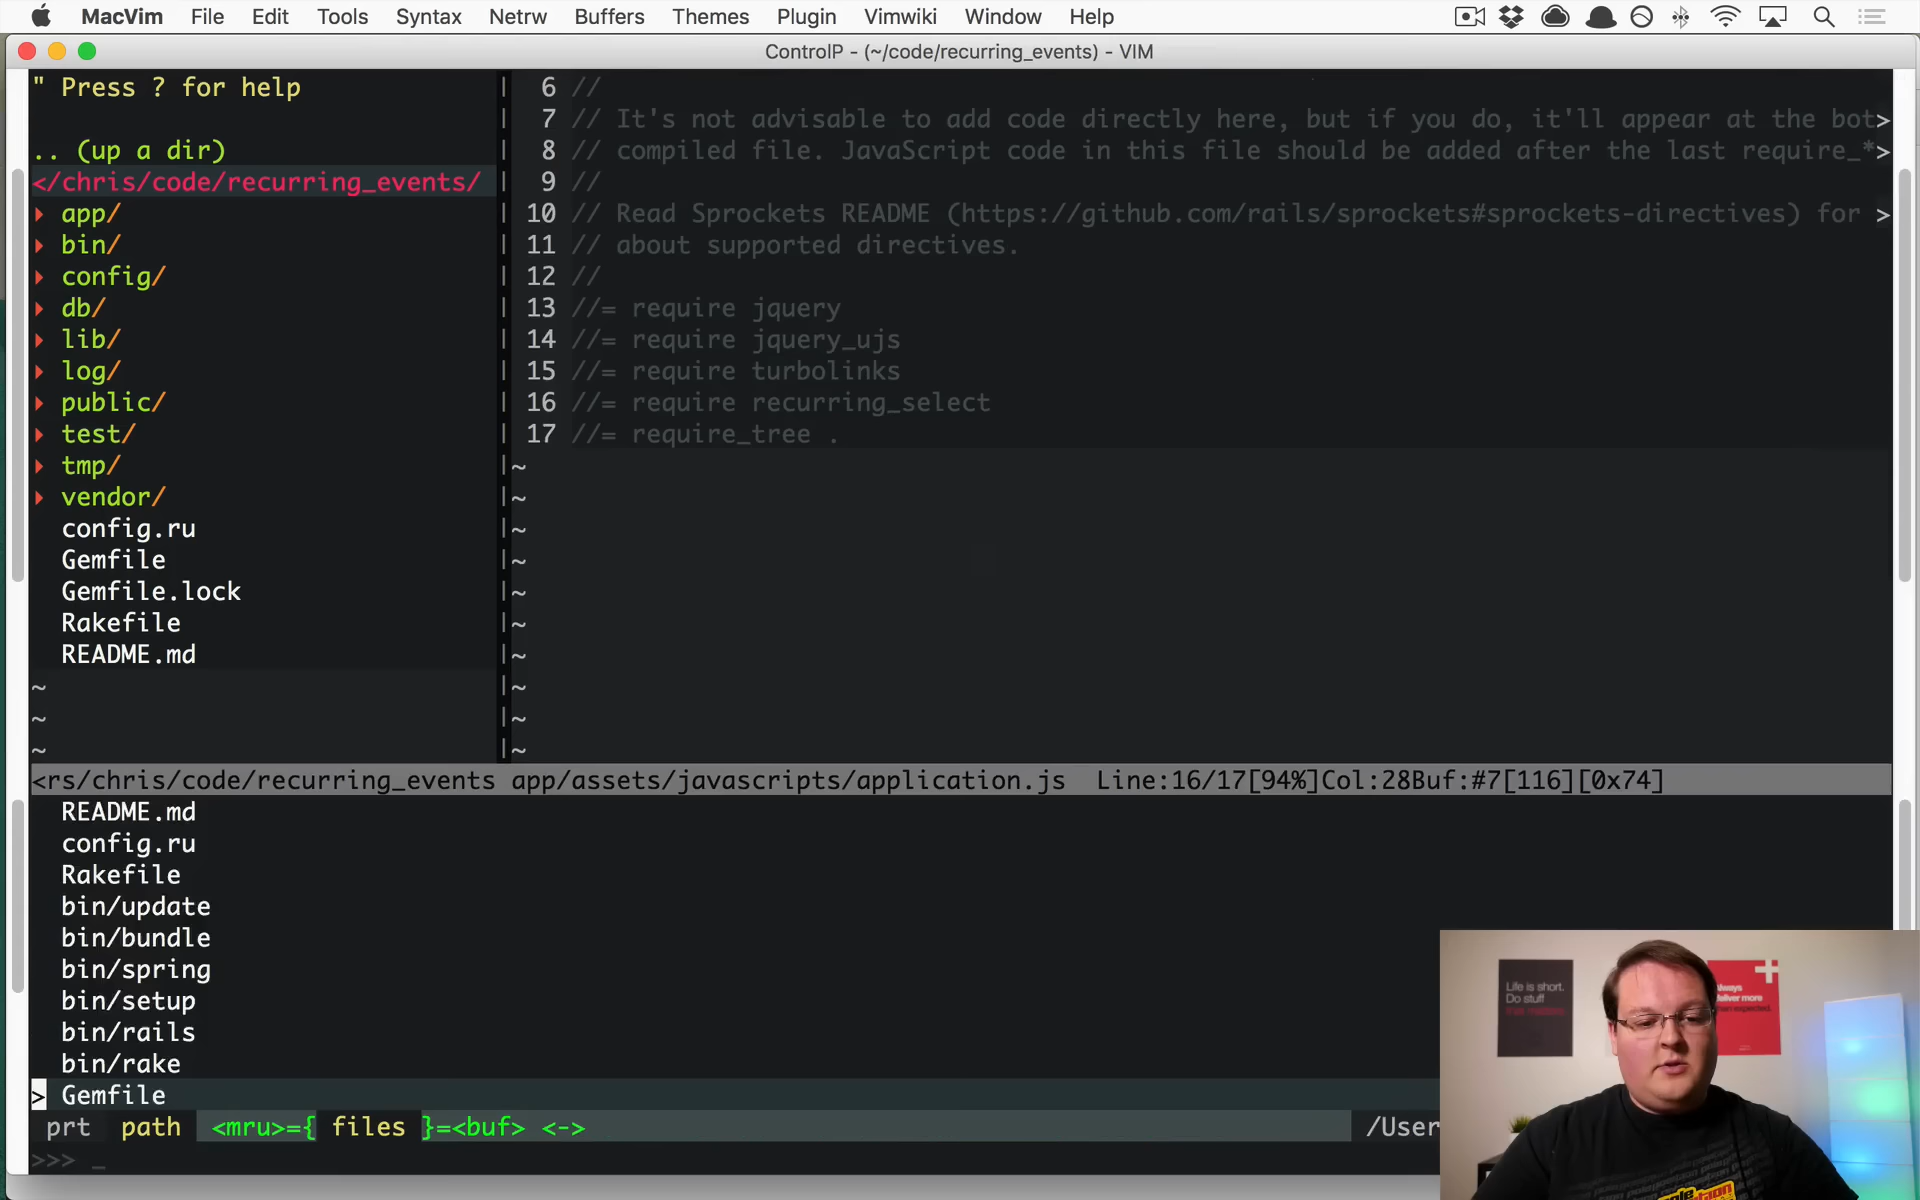 MacVim File Edit Tools Syntax Netrw Buffers Themes Plugin Vimwiki Window Help
ControlP - (~/code/recurring_events) - VIM
" Press ? for help
.. (up a dir)
</chris/code/recurring_events/
app/
bin/
config/
db/
lib/
log/
public/
test/
tmp/
vendor/
config.ru
Gemfile
Gemfile.lock
Rakefile
README.md
~
~
~
6 //
7 // It's not advisable to add code directly here, but if you do, it'll appear at the bot>
8 // compiled file. JavaScript code in this file should be added after the last require_*>
9 //
10 // Read Sprockets README (https://github.com/rails/sprockets#sprockets-directives) for >
11 // about supported directives.
12 //
13 //= require jquery
14 //= require jquery_ujs
15 //= require turbolinks
16 //= require recurring_select
17 //= require_tree .
~
~
~
~
~
~
~
~
~
~
<rs/chris/code/recurring_events app/assets/javascripts/application.js Line:16/17[94%]Col:28Buf:#7[116][0x74]
README.md
config.ru
Rakefile
bin/update
bin/bundle
bin/spring
bin/setup
bin/rails
bin/rake
> Gemfile
prt path <mru>={ files }=<buf> <-> /User
>>> _
Life is short.
Do stuff